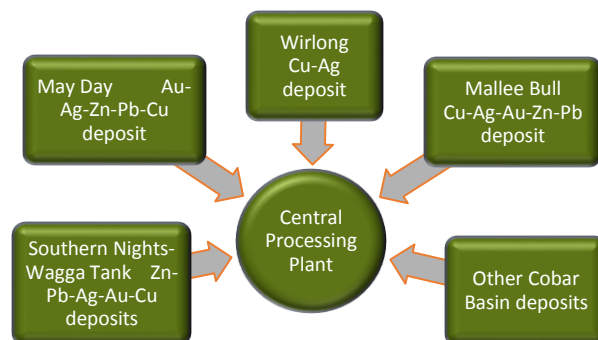 May Day Au-
Ag-Zn-Pb-Cu
deposit
Wirlong
Cu-Ag
deposit
Mallee Bull
Cu-Ag-Au-Zn-Pb
deposit
Southern Nights-
Wagga Tank Zn-
Pb-Ag-Au-Cu
deposits
Central
Processing
Plant
Other Cobar
Basin deposits